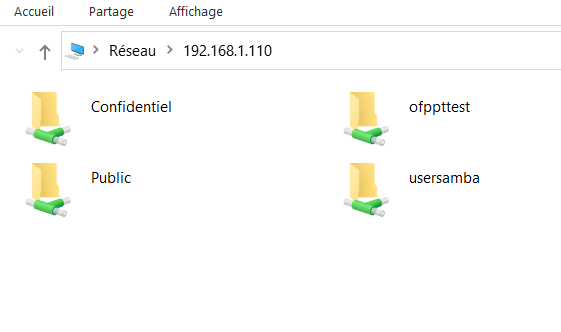 Accueil Partage Affichage
Réseau 192.168.1.110
Confidentiel ofppttest
Public usersamba